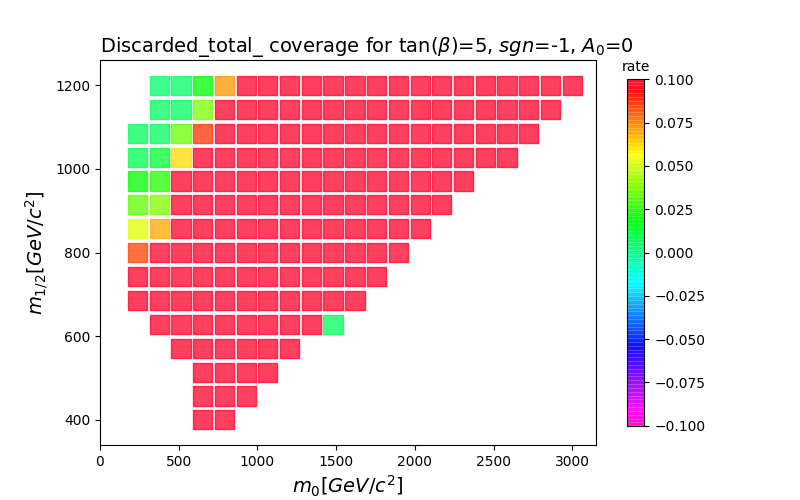 Discarded_total_ coverage for tan(β)=5, sgn=-1, A₀=0
rate
1200
1000
800
600
400
m₁/₂[GeV/c²]
0 500 1000 1500 2000 2500 3000
m₀[GeV/c²]
0.100
0.075
0.050
0.025
0.000
−0.025
−0.050
−0.075
−0.100